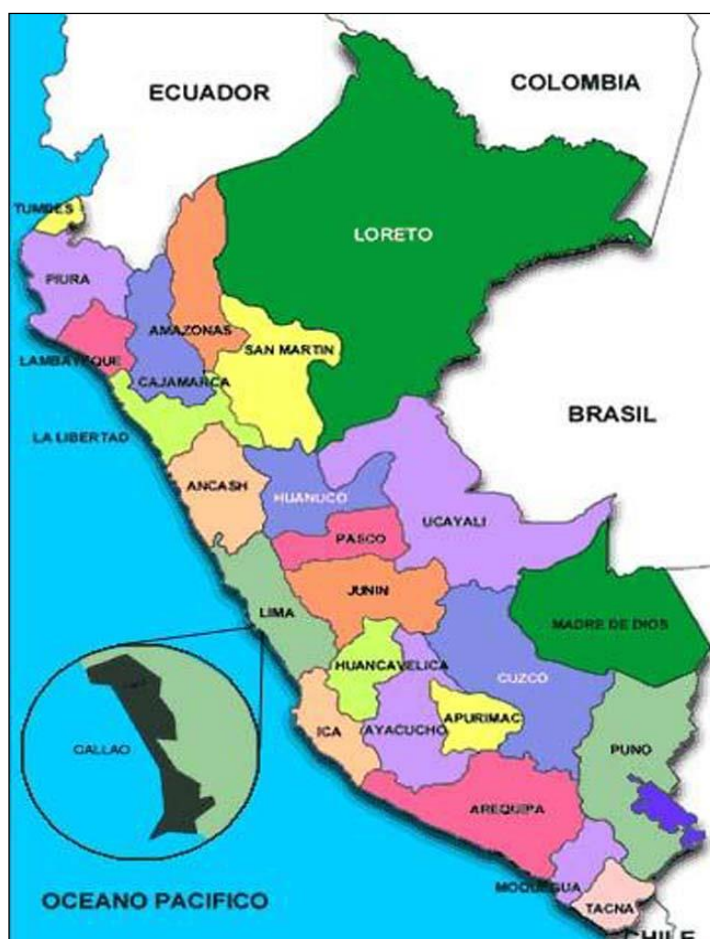 ECUADOR
COLOMBIA
TUMBES
LORETO
PIURA
AMAZONAS
LAMBAYEQUE
SAN MARTIN
CAJAMARCA
BRASIL
LA LIBERTAD
ANCASH
HUANUCO
UCAYALI
PASCO
JUNIN
LIMA
MADRE DE DIOS
HUANCAVELICA
CUZCO
ICA
AYACUCHO
APURIMAC
CALLAO
PUNO
AREQUIPA
MOQUEGUA
OCEANO PACIFICO
TACNA
CHILE